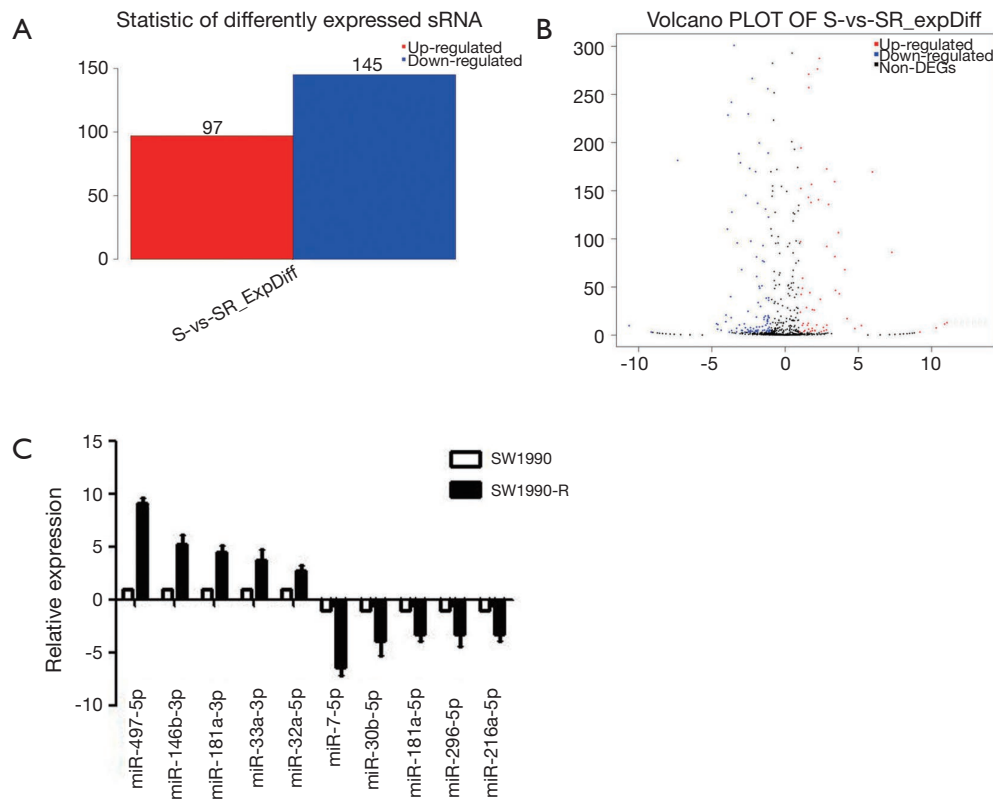 A
Statistic of differently expressed sRNA
Up-regulated
Down-regulated
150
100
50
0
97
145
S-vs-SR_ExpDiff
B
Volcano PLOT OF S-vs-SR_expDiff
Up-regulated
Down-regulated
Non-DEGs
300
250
200
150
100
50
0
-10
-5
0
5
10
C
15
10
5
0
-5
-10
Relative expression
SW1990
SW1990-R
miR-497-5p
miR-146b-3p
miR-181a-3p
miR-33a-3p
miR-32a-5p
miR-7-5p
miR-30b-5p
miR-181a-5p
miR-296-5p
miR-216a-5p